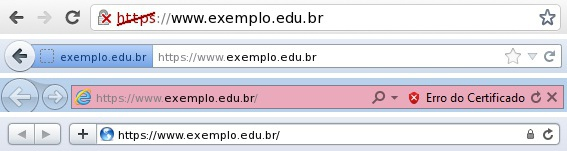 https://www.exemplo.edu.br
exemplo.edu.br https://www.exemplo.edu.br
https://www.exemplo.edu.br/ Erro do Certificado
https://www.exemplo.edu.br/